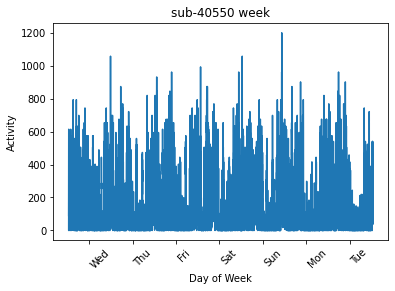 sub-40550 week
1200
1000
800
600
400
200
0
Activity
Wed
Thu
Fri
Sat
Sun
Mon
Tue
Day of Week